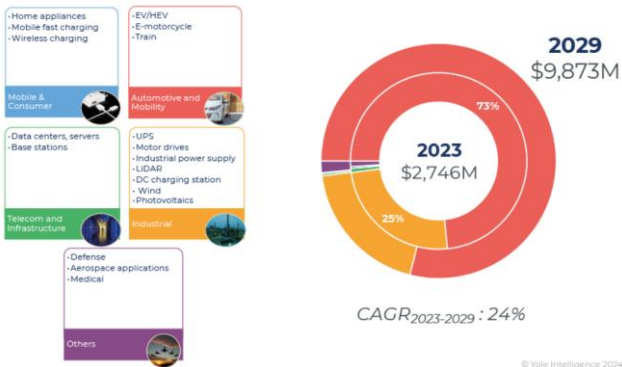 •Home appliances
•Mobile fast charging
•Wireless charging
Mobile &
Consumer
•EV/HEV
•E-motorcycle
•Train
Automotive and
Mobility
•Data centers, servers
•Base stations
Telecom and
Infrastructure
•UPS
•Motor drives
•Industrial power supply
•LiDAR
•DC charging station
• Wind
•Photovoltaics
Industrial
•Defense
•Aerospace applications
•Medical
Others
2029
$9,873M
73%
2023
$2,746M
25%
CAGR2023-2029 : 24%
© Yole Intelligence 2024